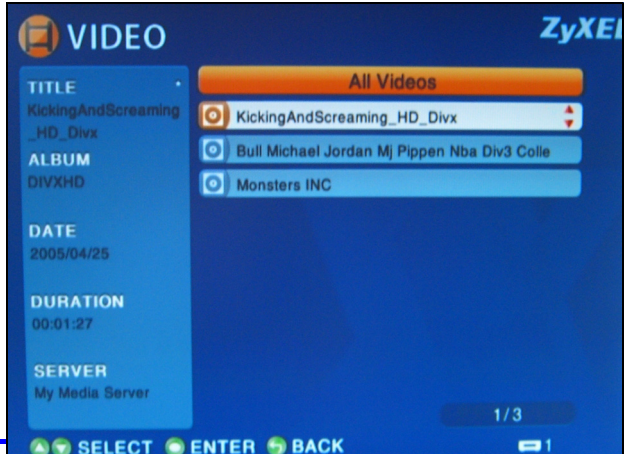 VIDEO
ZyXEL
TITLE
KickingAndScreaming
_HD_Divx
ALBUM
DIVXHD
DATE
2005/04/25
DURATION
00:01:27
SERVER
My Media Server
All Videos
KickingAndScreaming_HD_Divx
Bull Michael Jordan Mj Pippen Nba Div3 Colle
Monsters INC
1/3
SELECT ENTER BACK 1